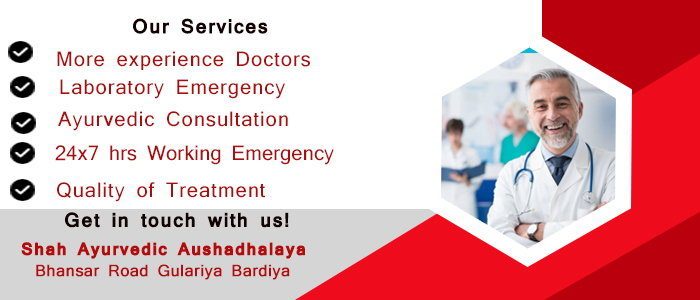 Our Services
More experience Doctors
Laboratory Emergency
Ayurvedic Consultation
24x7 hrs Working Emergency
Quality of Treatment
Get in touch with us!
Shah Ayurvedic Aushadhalaya
Bhansar Road Gulariya Bardiya